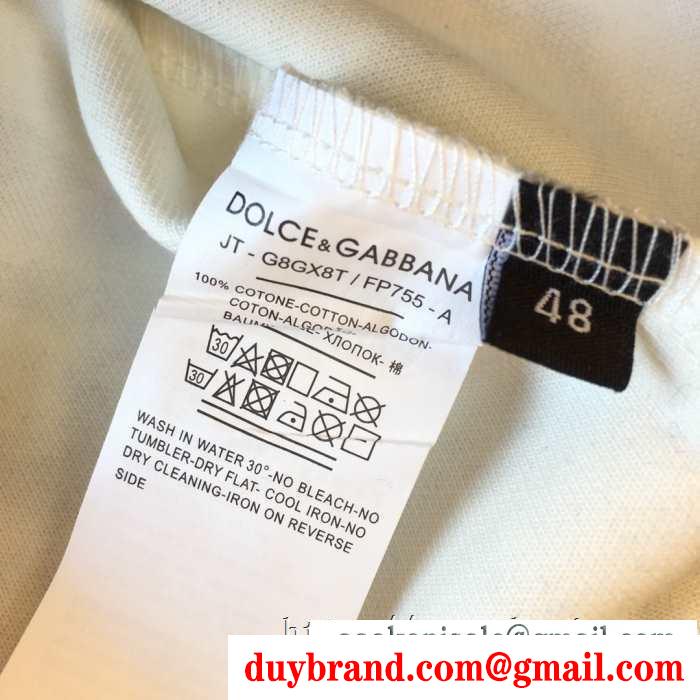 DOLCE&GABBANA
JT - G8GX8T / FP755 - A
48
100% COTONE-COTTON-ALGODON-
COTON-ALGOD
BAUM - ХЛОПОК- 棉
30
30
WASH IN WATER 30°-NO BLEACH-NO
TUMBLER-DRY FLAT- COOL IRON-NO
DRY CLEANING-IRON ON REVERSE
SIDE
duybrand.com@gmail.com